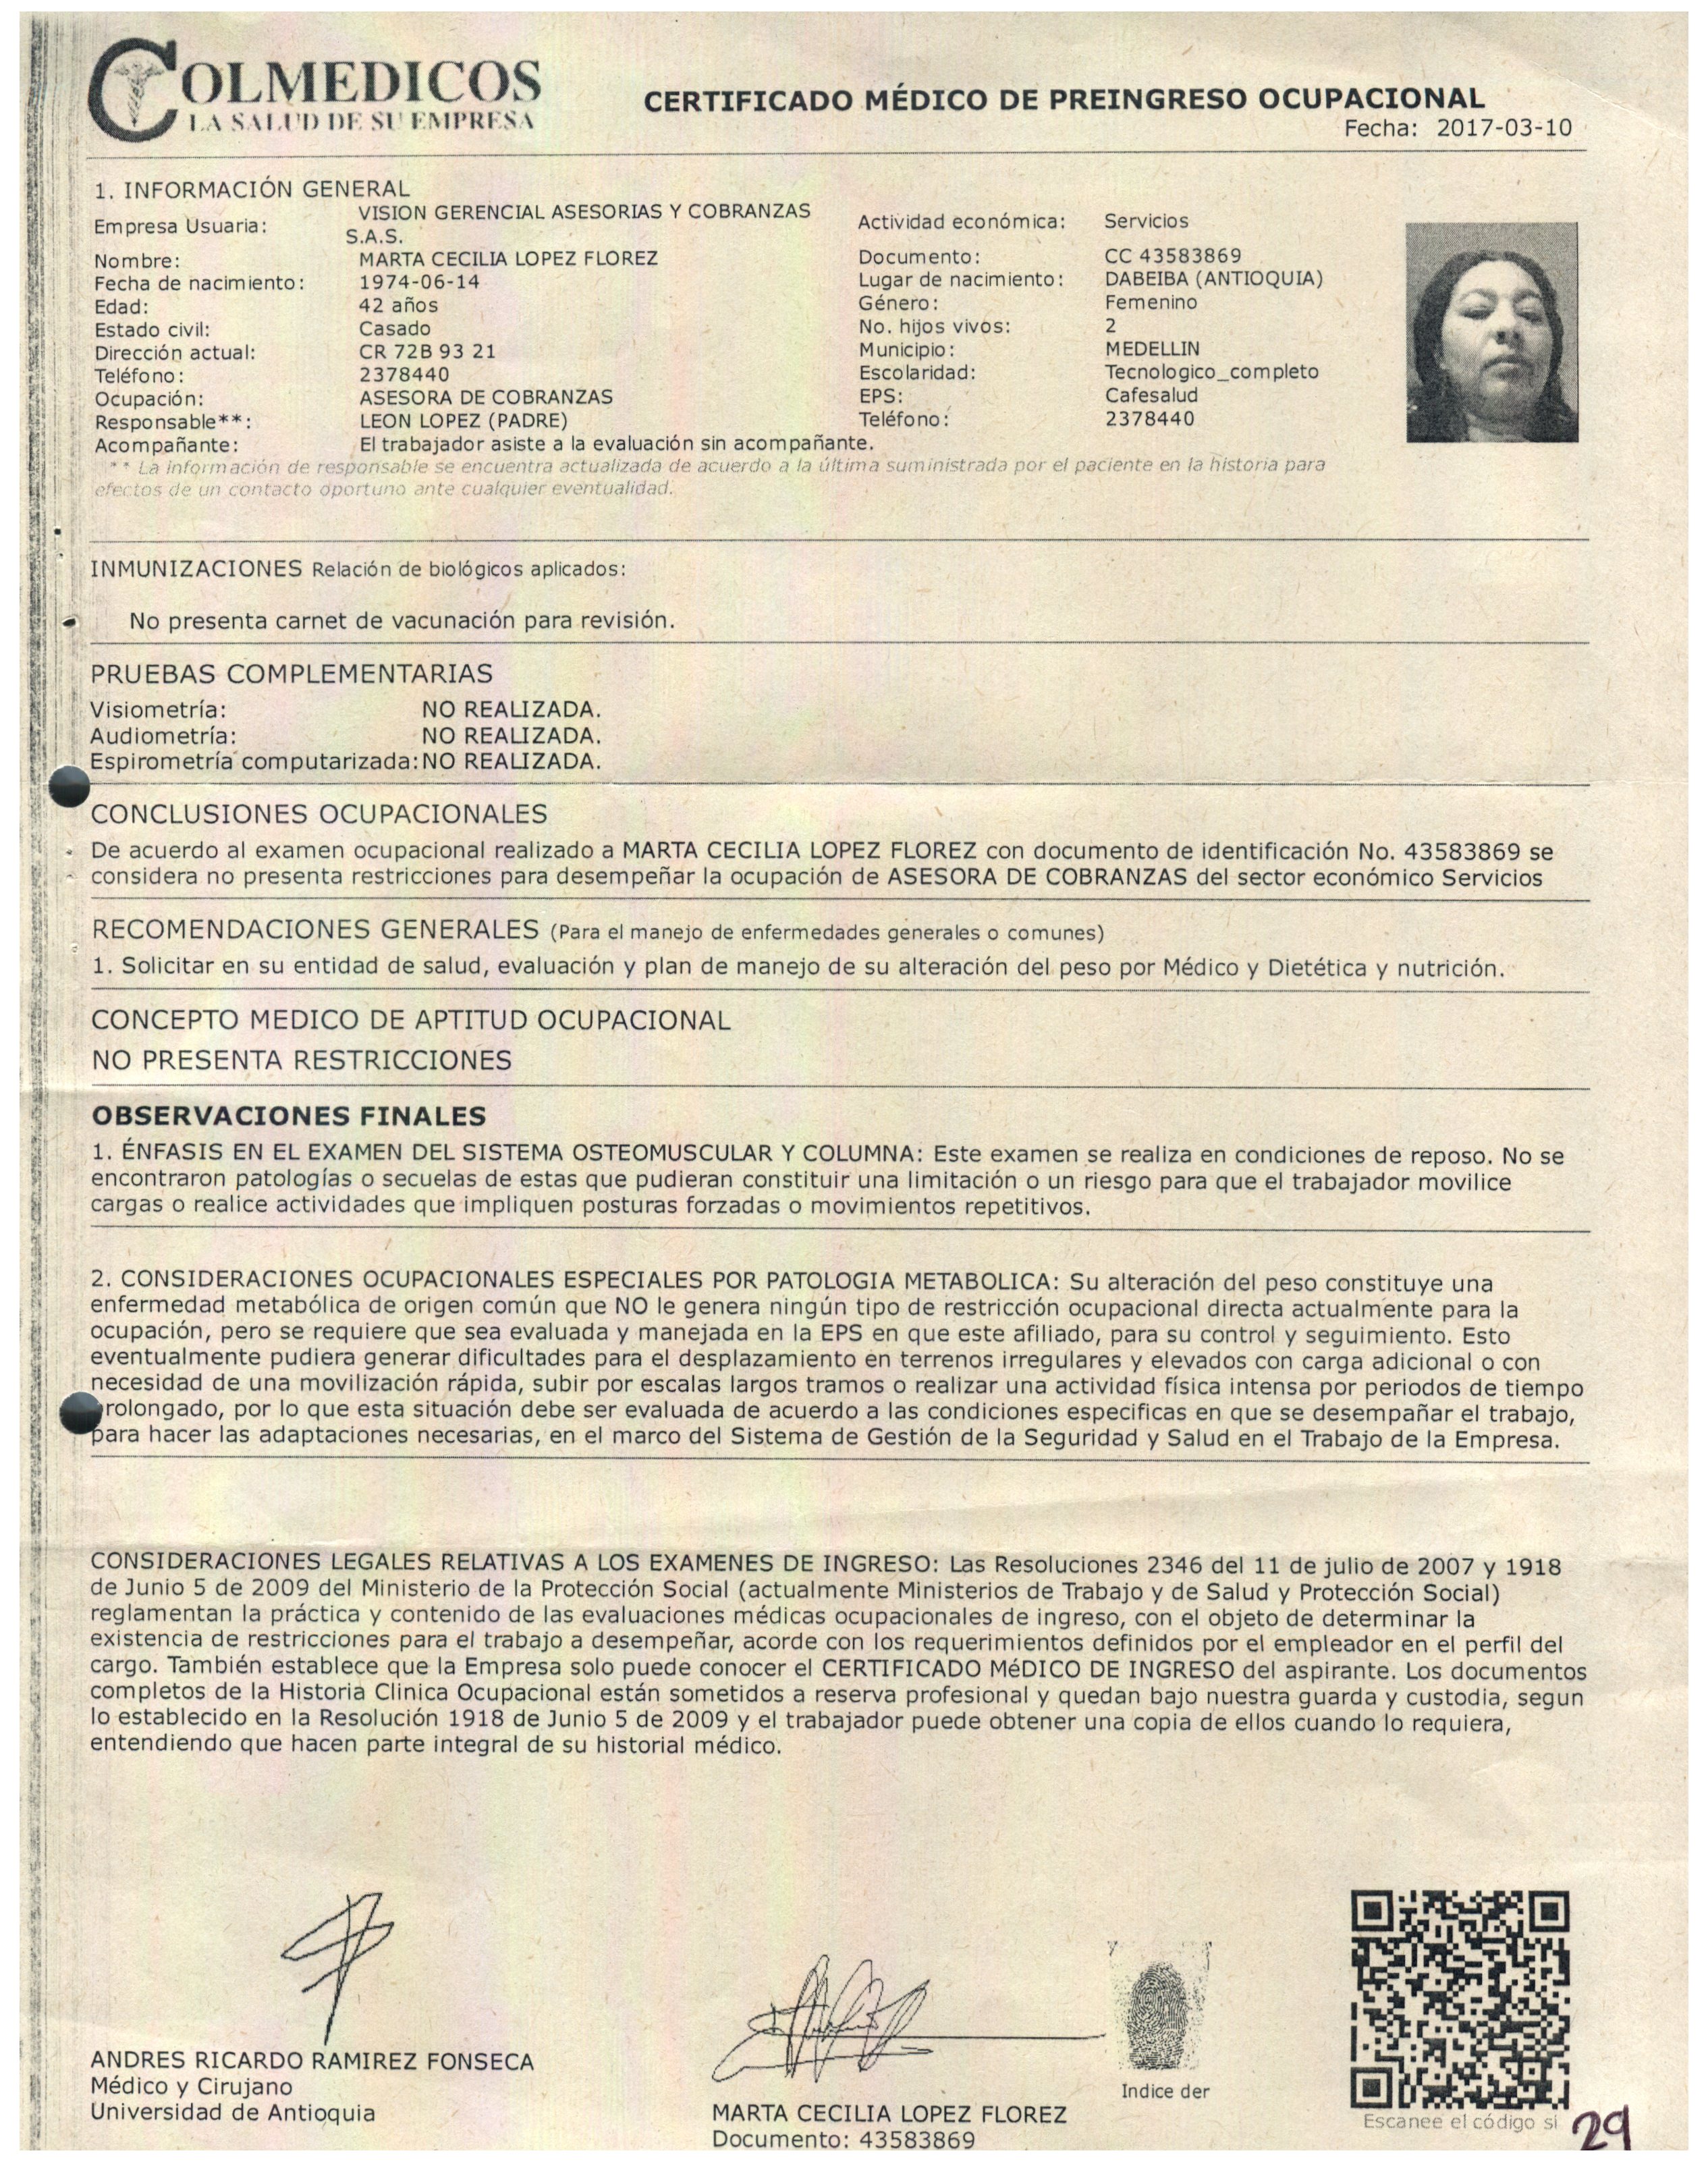 COLMEDICOS
LA SALUD DE SU EMPRESA
CERTIFICADO MÉDICO DE PREINGRESO OCUPACIONAL
Fecha: 2017-03-10
1. INFORMACIÓN GENERAL
Empresa Usuaria: VISION GERENCIAL ASESORIAS Y COBRANZAS S.A.S. Actividad económica: Servicios
Nombre: MARTA CECILIA LOPEZ FLOREZ Documento: CC 43583869
Fecha de nacimiento: 1974-06-14 Lugar de nacimiento: DABEIBA (ANTIOQUIA)
Edad: 42 años Género: Femenino
Estado civil: Casado No. hijos vivos: 2
Dirección actual: CR 72B 93 21 Municipio: MEDELLIN
Teléfono: 2378440 Escolaridad: Tecnologico_completo
Ocupación: ASESORA DE COBRANZAS EPS: Cafesalud
Responsable**: LEON LOPEZ (PADRE) Teléfono: 2378440
Acompañante: El trabajador asiste a la evaluación sin acompañante.
** La información de responsable se encuentra actualizada de acuerdo a la última suministrada por el paciente en la historia para
efectos de un contacto oportuno ante cualquier eventualidad.
INMUNIZACIONES Relación de biológicos aplicados:
No presenta carnet de vacunación para revisión.
PRUEBAS COMPLEMENTARIAS
Visiometría: NO REALIZADA.
Audiometría: NO REALIZADA.
Espirometría computarizada: NO REALIZADA.
CONCLUSIONES OCUPACIONALES
De acuerdo al examen ocupacional realizado a MARTA CECILIA LOPEZ FLOREZ con documento de identificación No. 43583869 se
considera no presenta restricciones para desempeñar la ocupación de ASESORA DE COBRANZAS del sector económico Servicios
RECOMENDACIONES GENERALES (Para el manejo de enfermedades generales o comunes)
1. Solicitar en su entidad de salud, evaluación y plan de manejo de su alteración del peso por Médico y Dietética y nutrición.
CONCEPTO MEDICO DE APTITUD OCUPACIONAL
NO PRESENTA RESTRICCIONES
OBSERVACIONES FINALES
1. ÉNFASIS EN EL EXAMEN DEL SISTEMA OSTEOMUSCULAR Y COLUMNA: Este examen se realiza en condiciones de reposo. No se
encontraron patologías o secuelas de estas que pudieran constituir una limitación o un riesgo para que el trabajador movilice
cargas o realice actividades que impliquen posturas forzadas o movimientos repetitivos.
2. CONSIDERACIONES OCUPACIONALES ESPECIALES POR PATOLOGIA METABOLICA: Su alteración del peso constituye una
enfermedad metabólica de origen común que NO le genera ningún tipo de restricción ocupacional directa actualmente para la
ocupación, pero se requiere que sea evaluada y manejada en la EPS en que este afiliado, para su control y seguimiento. Esto
eventualmente pudiera generar dificultades para el desplazamiento en terrenos irregulares y elevados con carga adicional o con
necesidad de una movilización rápida, subir por escalas largos tramos o realizar una actividad física intensa por periodos de tiempo
rolongado, por lo que esta situación debe ser evaluada de acuerdo a las condiciones especificas en que se desempañar el trabajo,
para hacer las adaptaciones necesarias, en el marco del Sistema de Gestión de la Seguridad y Salud en el Trabajo de la Empresa.
CONSIDERACIONES LEGALES RELATIVAS A LOS EXAMENES DE INGRESO: Las Resoluciones 2346 del 11 de julio de 2007 y 1918
de Junio 5 de 2009 del Ministerio de la Protección Social (actualmente Ministerios de Trabajo y de Salud y Protección Social)
reglamentan la práctica y contenido de las evaluaciones médicas ocupacionales de ingreso, con el objeto de determinar la
existencia de restricciones para el trabajo a desempeñar, acorde con los requerimientos definidos por el empleador en el perfil del
cargo. También establece que la Empresa solo puede conocer el CERTIFICADO MéDICO DE INGRESO del aspirante. Los documentos
completos de la Historia Clinica Ocupacional están sometidos a reserva profesional y quedan bajo nuestra guarda y custodia, segun
lo establecido en la Resolución 1918 de Junio 5 de 2009 y el trabajador puede obtener una copia de ellos cuando lo requiera,
entendiendo que hacen parte integral de su historial médico.
ANDRES RICARDO RAMIREZ FONSECA
Médico y Cirujano
Universidad de Antioquia
MARTA CECILIA LOPEZ FLOREZ
Documento: 43583869
Indice der
Escanee el código si
29